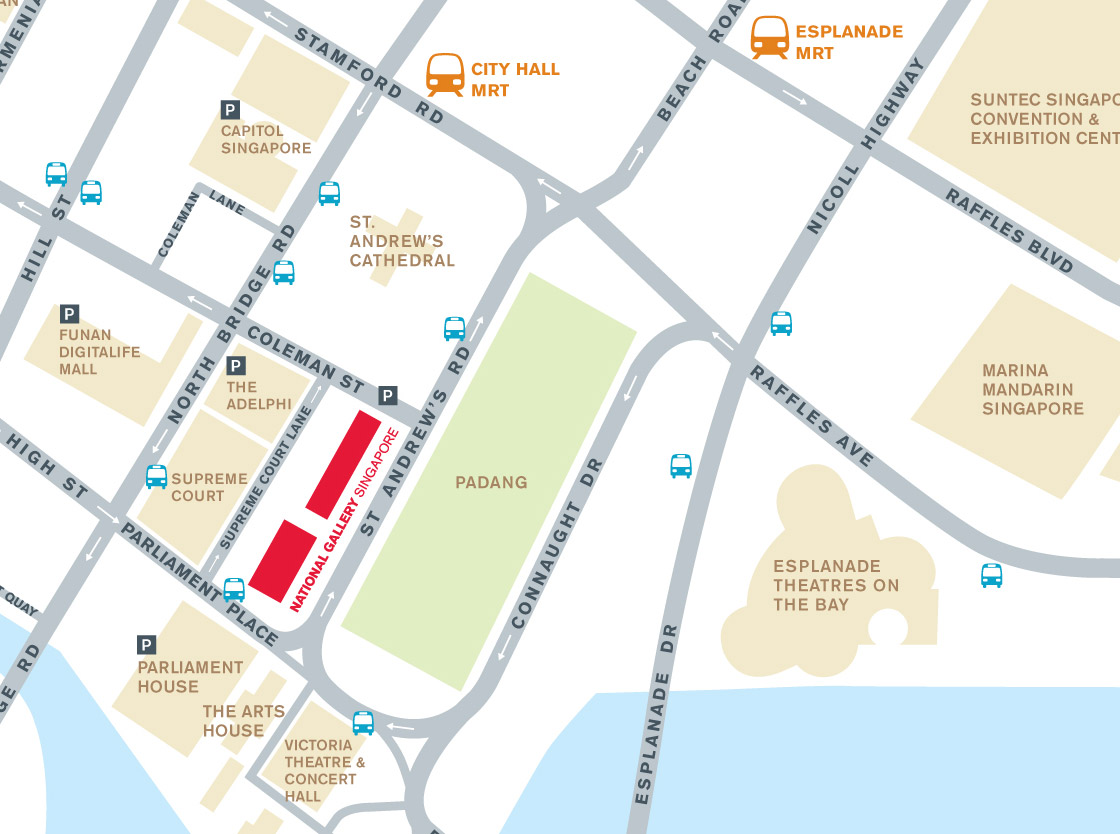 STAMFORD RD
CITY HALL
MRT
ESPLANADE
MRT
BEACH ROAD
NICOLL HIGHWAY
SUNTEC SINGAPO
CONVENTION &
EXHIBITION CENT
RAFFLES BLVD
P
CAPITOL
SINGAPORE
HILL ST
COLEMAN
LANE
ST.
ANDREW'S
CATHEDRAL
NORTH BRIDGE RD
COLEMAN ST
P
FUNAN
DIGITALIFE
MALL
P
THE
ADELPHI
P
SUPREME COURT LANE
SUPREME
COURT
NATIONAL GALLERY SINGAPORE
ST ANDREW'S RD
PADANG
CONNAUGHT DR
RAFFLES AVE
MARINA
MANDARIN
SINGAPORE
ESPLANADE
THEATRES ON
THE BAY
ESPLANADE DR
HIGH ST
PARLIAMENT PLACE
QUAY
GE RD
P
PARLIAMENT
HOUSE
THE ARTS
HOUSE
VICTORIA
THEATRE &
CONCERT
HALL